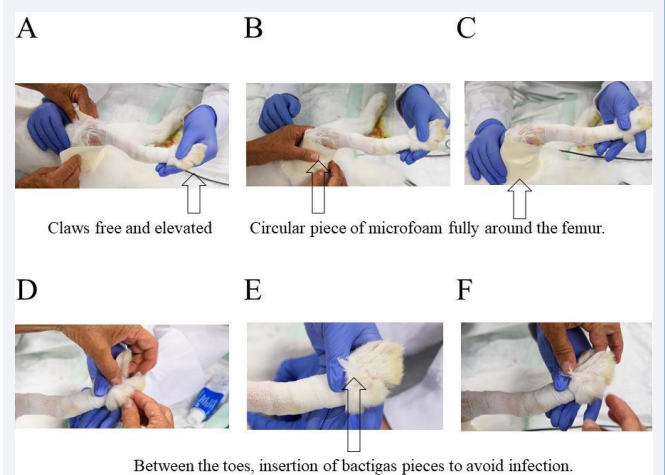 A B C
Claws free and elevated
Circular piece of microfoam fully around the femur.
D E F
Between the toes, insertion of bactigas pieces to avoid infection.